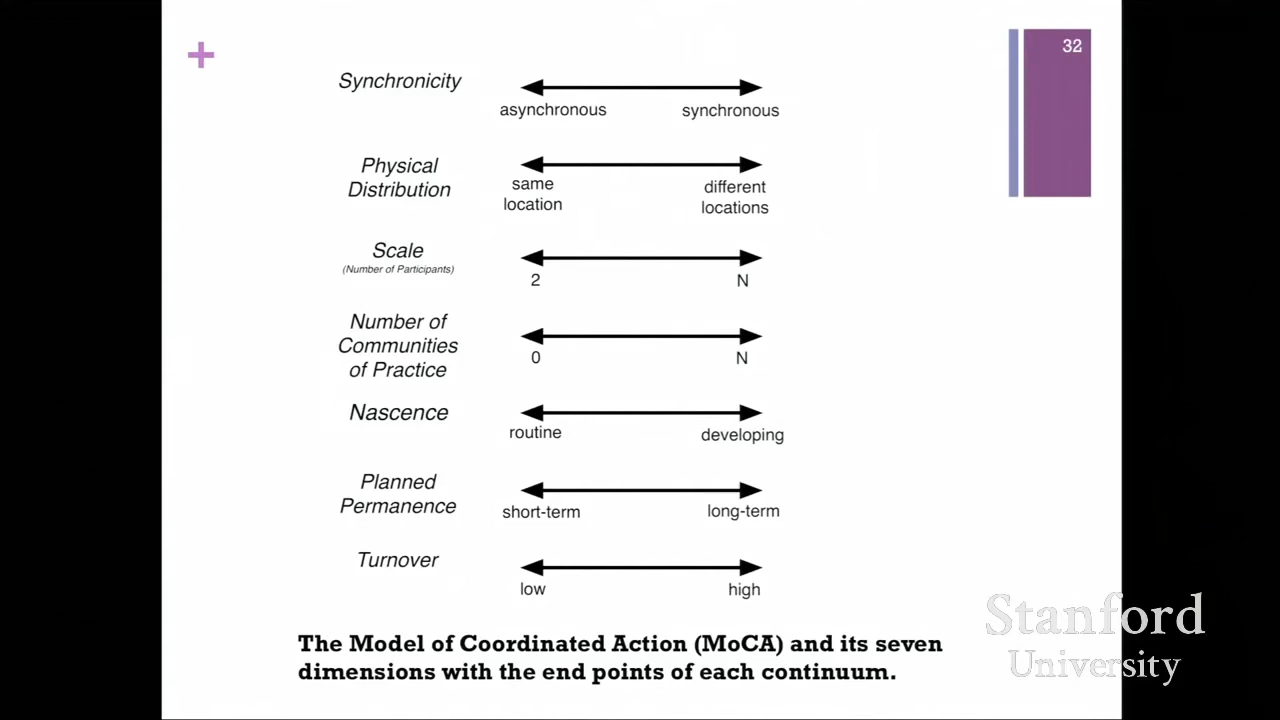 +
32
Synchronicity
asynchronous
synchronous
Physical
Distribution
same
location
different
locations
Scale
(Number of Participants)
2
N
Number of
Communities
of Practice
0
N
Nascence
routine
developing
Planned
Permanence
short-term
long-term
Turnover
low
high
The Model of Coordinated Action (MoCA) and its seven
dimensions with the end points of each continuum.
Stanford
University